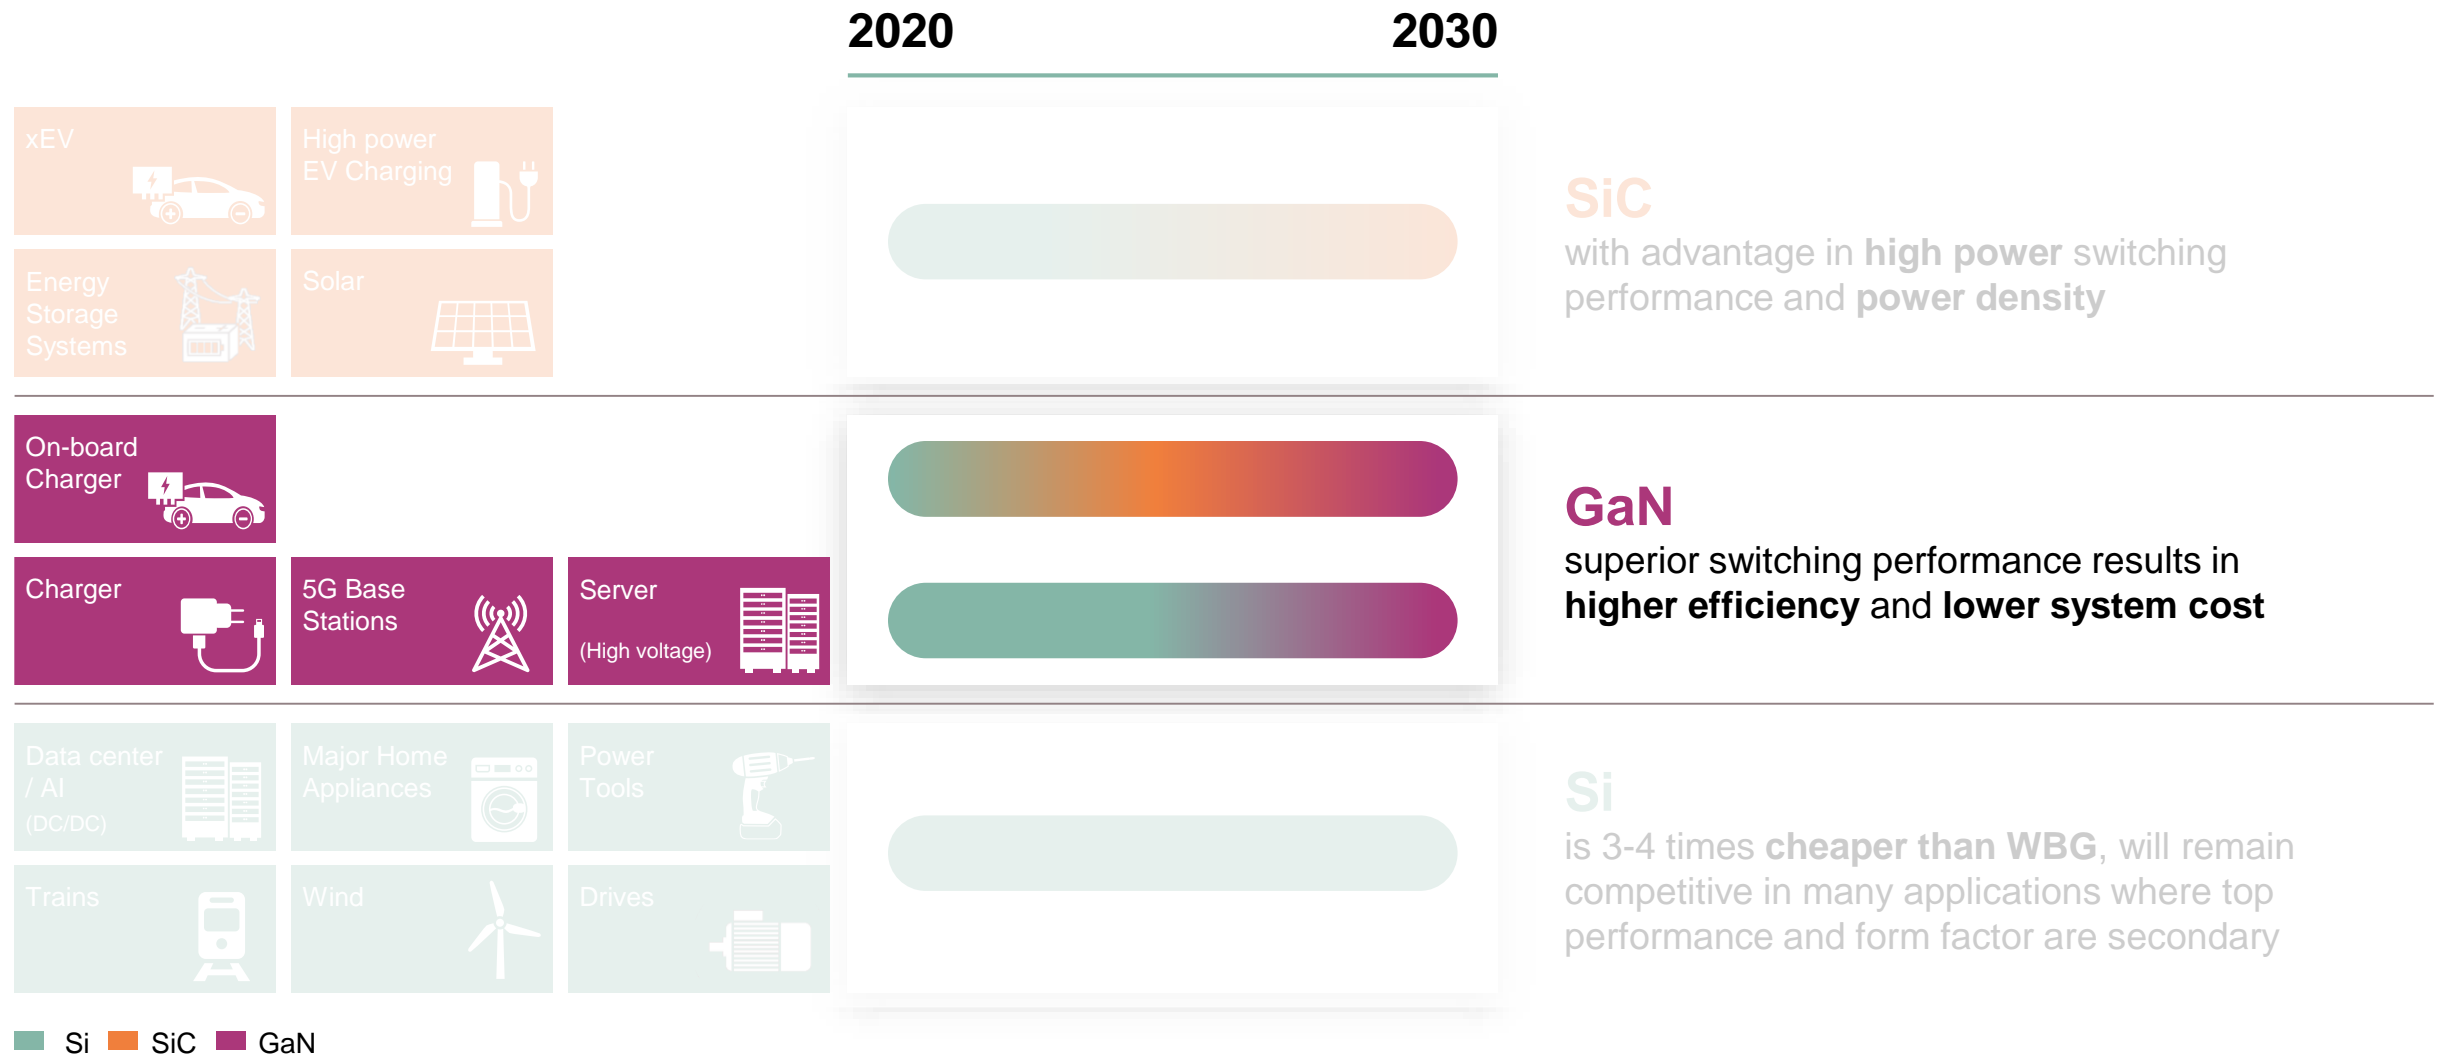 2020 2030
xEV
High power
EV Charging
Energy
Storage
Systems
Solar
SiC
with advantage in high power switching
performance and power density
On-board
Charger
Charger
5G Base
Stations
Server
(High voltage)
GaN
superior switching performance results in
higher efficiency and lower system cost
Data center
/ AI
(DC/DC)
Major Home
Appliances
Power
Tools
Trains
Wind
Drives
Si
is 3-4 times cheaper than WBG, will remain
competitive in many applications where top
performance and form factor are secondary
Si SiC GaN